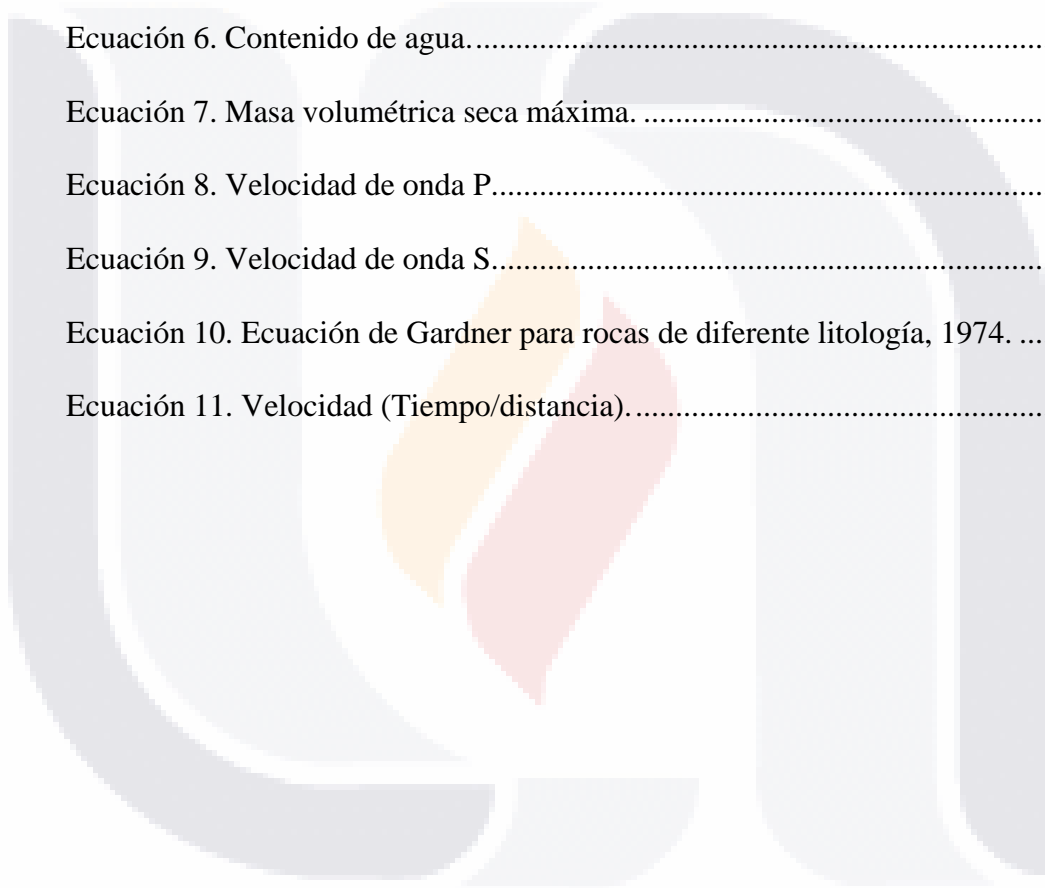 Ecuación 6. Contenido de agua...........................................................................
Ecuación 7. Masa volumétrica seca máxima. ....................................................
Ecuación 8. Velocidad de onda P........................................................................
Ecuación 9. Velocidad de onda S........................................................................
Ecuación 10. Ecuación de Gardner para rocas de diferente litología, 1974. ...
Ecuación 11. Velocidad (Tiempo/distancia). .....................................................